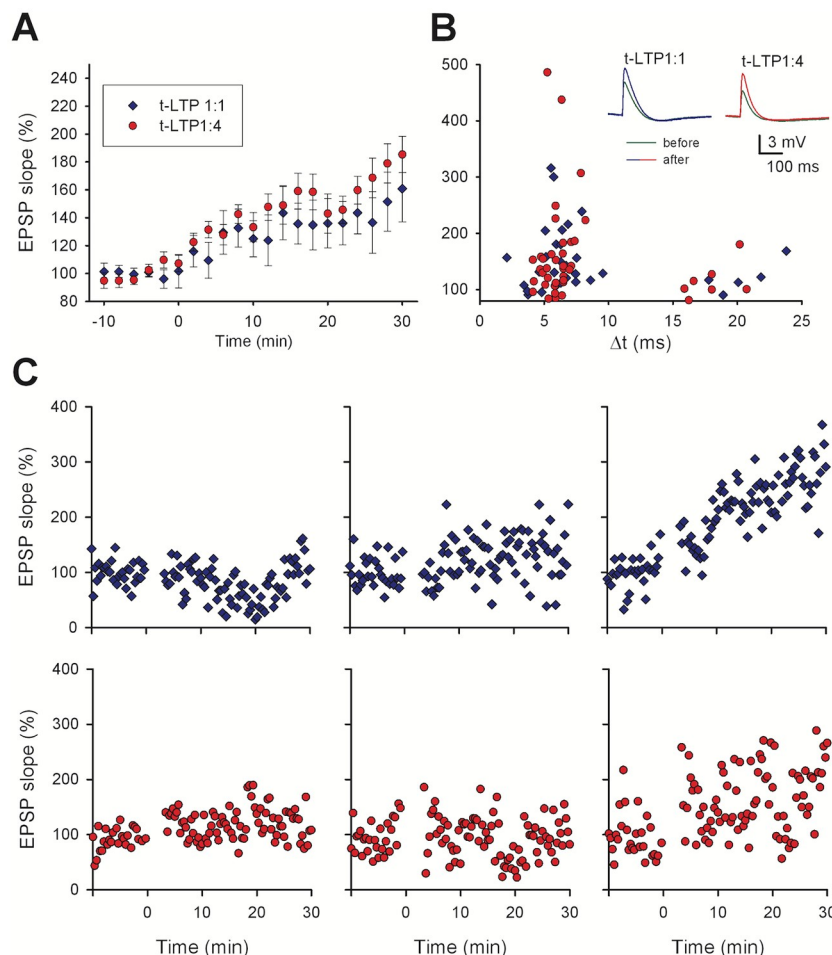 A
EPSP slope (%)
240
220
200
180
160
140
120
100
80
t-LTP 1:1
t-LTP1:4
-10
0
10
20
30
Time (min)
B
500
400
300
200
100
0
5
10
15
20
25
Δt (ms)
t-LTP1:1
t-LTP1:4
before
after
3 mV
100 ms
C
EPSP slope (%)
400
300
200
100
0
EPSP slope (%)
400
300
200
100
0
0
10
20
30
0
10
20
30
0
10
20
30
Time (min)
Time (min)
Time (min)